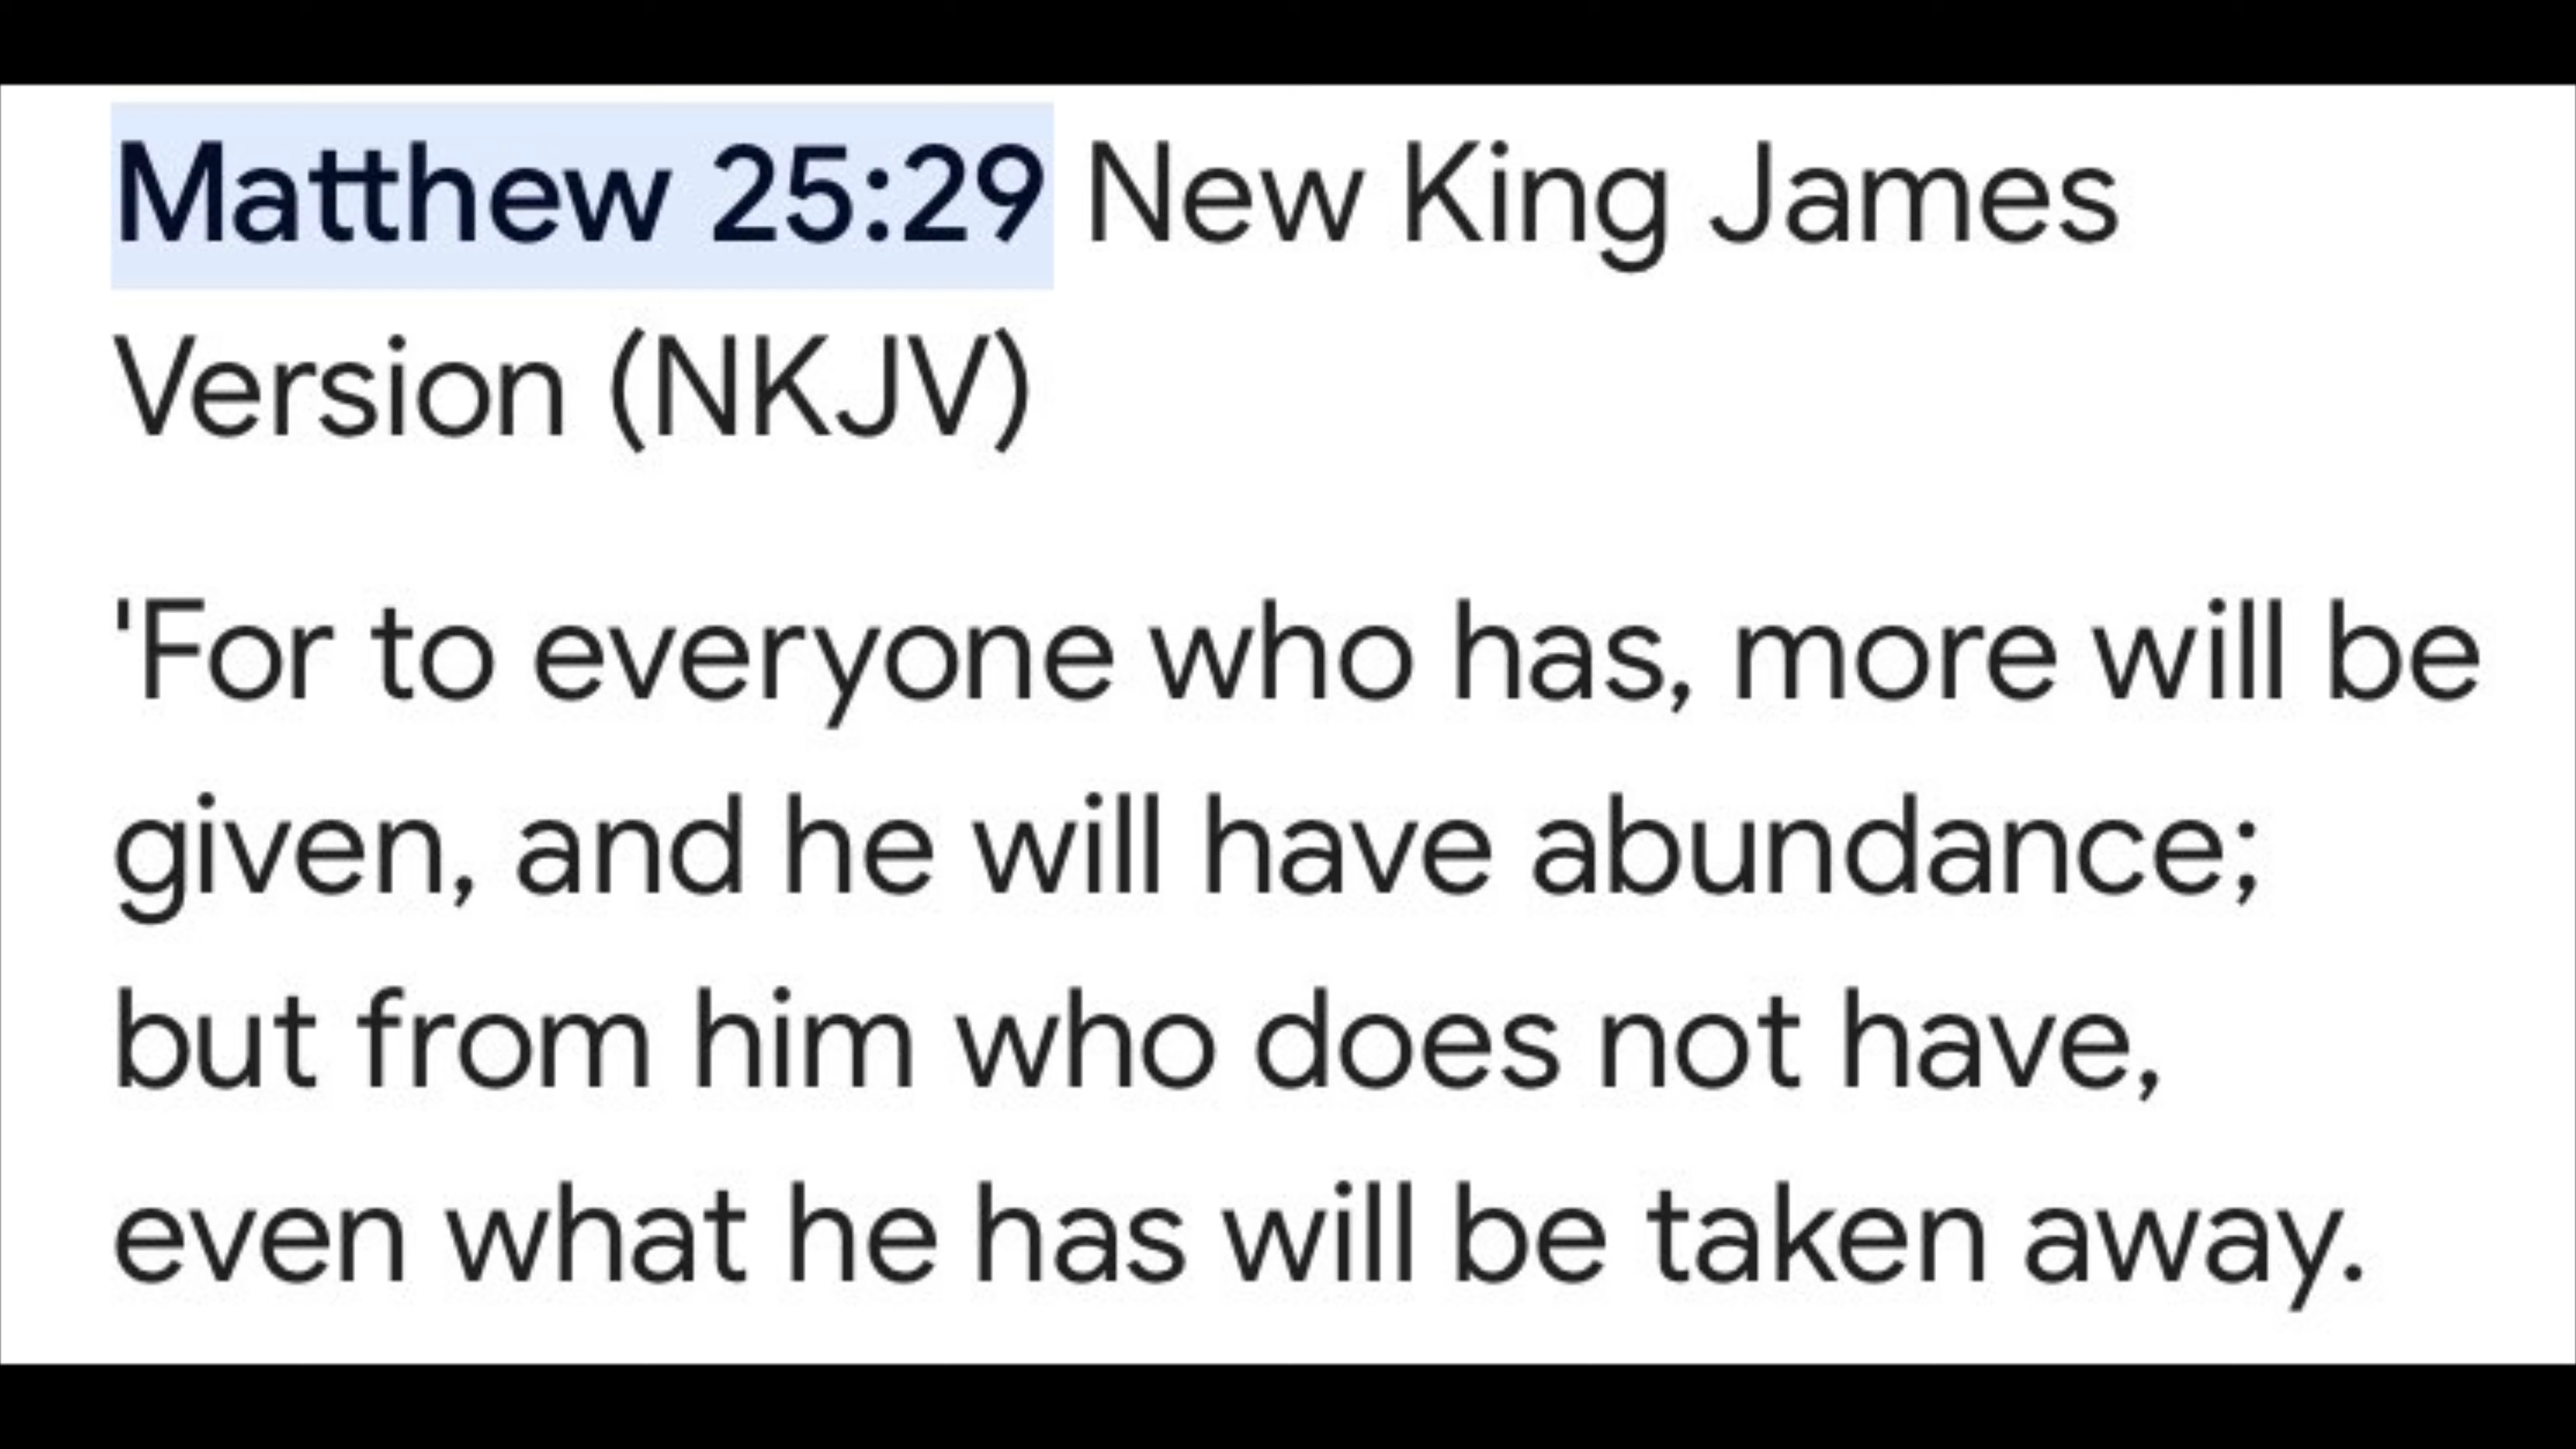 Matthew 25:29 New King James
Version (NKJV)
'For to everyone who has, more will be
given, and he will have abundance;
but from him who does not have,
even what he has will be taken away.